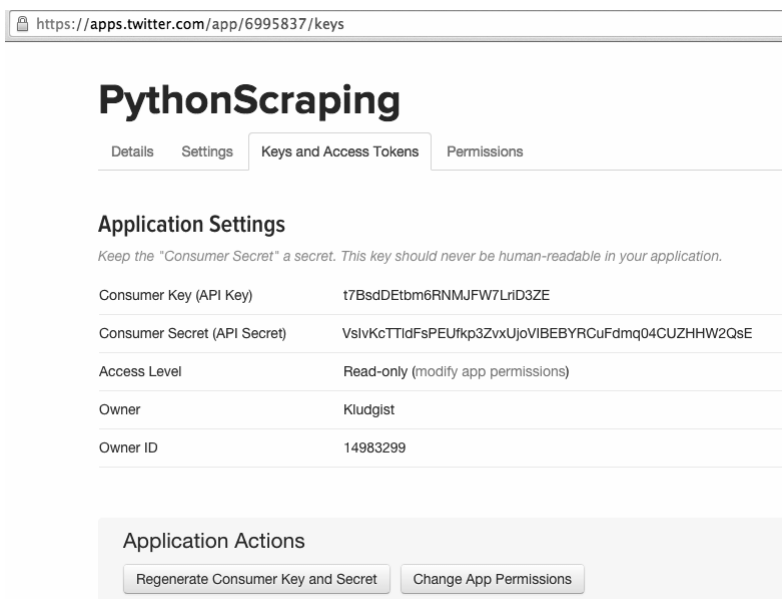 https://apps.twitter.com/app/6995837/keys
PythonScraping
Details Settings Keys and Access Tokens Permissions
Application Settings
Keep the "Consumer Secret" a secret. This key should never be human-readable in your application.
Consumer Key (API Key) t7BsdDEtbm6RNMJFW7LriD3ZE
Consumer Secret (API Secret) VsIvKcTTldFsPEUfkp3ZvxUjoVIBEBYRCuFdmq04CUZHHW2QsE
Access Level Read-only (modify app permissions)
Owner Kludgist
Owner ID 14983299
Application Actions
Regenerate Consumer Key and Secret Change App Permissions